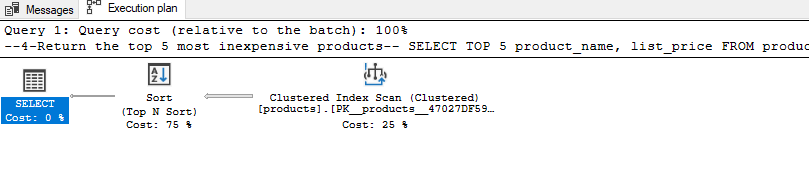 Messages Execution plan
Query 1: Query cost (relative to the batch): 100%
--4-Return the top 5 most inexpensive products-- SELECT TOP 5 product_name, list_price FROM produc
SELECT
Cost: 0 %
Sort
(Top N Sort)
Cost: 75 %
Clustered Index Scan (Clustered)
[products].[PK__products__47027DF59…
Cost: 25 %